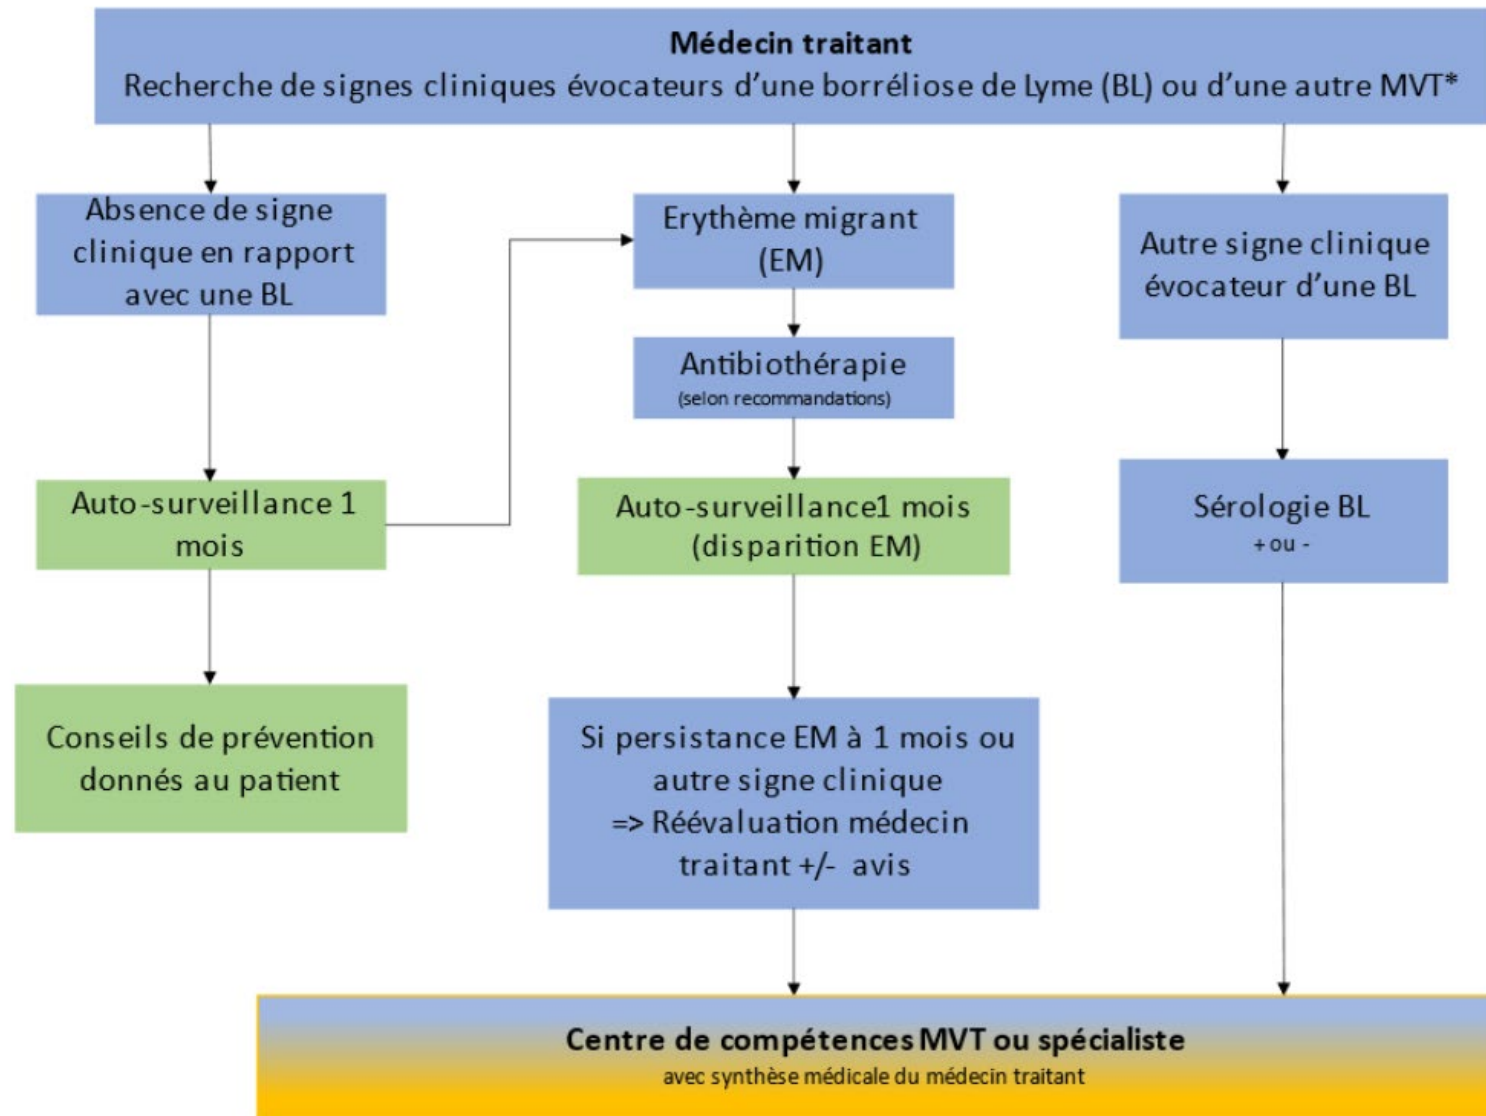 Médecin traitant
Recherche de signes cliniques évocateurs d’une borréliose de Lyme (BL) ou d’une autre MVT*
Absence de signe
clinique en rapport
avec une BL
Erythème migrant
(EM)
Autre signe clinique
évocateur d’une BL
Antibiothérapie
(selon recommandations)
Auto-surveillance 1
mois
Auto-surveillance1 mois
(disparition EM)
Sérologie BL
+ ou -
Conseils de prévention
donnés au patient
Si persistance EM à 1 mois ou
autre signe clinique
=> Réévaluation médecin
traitant +/- avis
Centre de compétences MVT ou spécialiste
avec synthèse médicale du médecin traitant